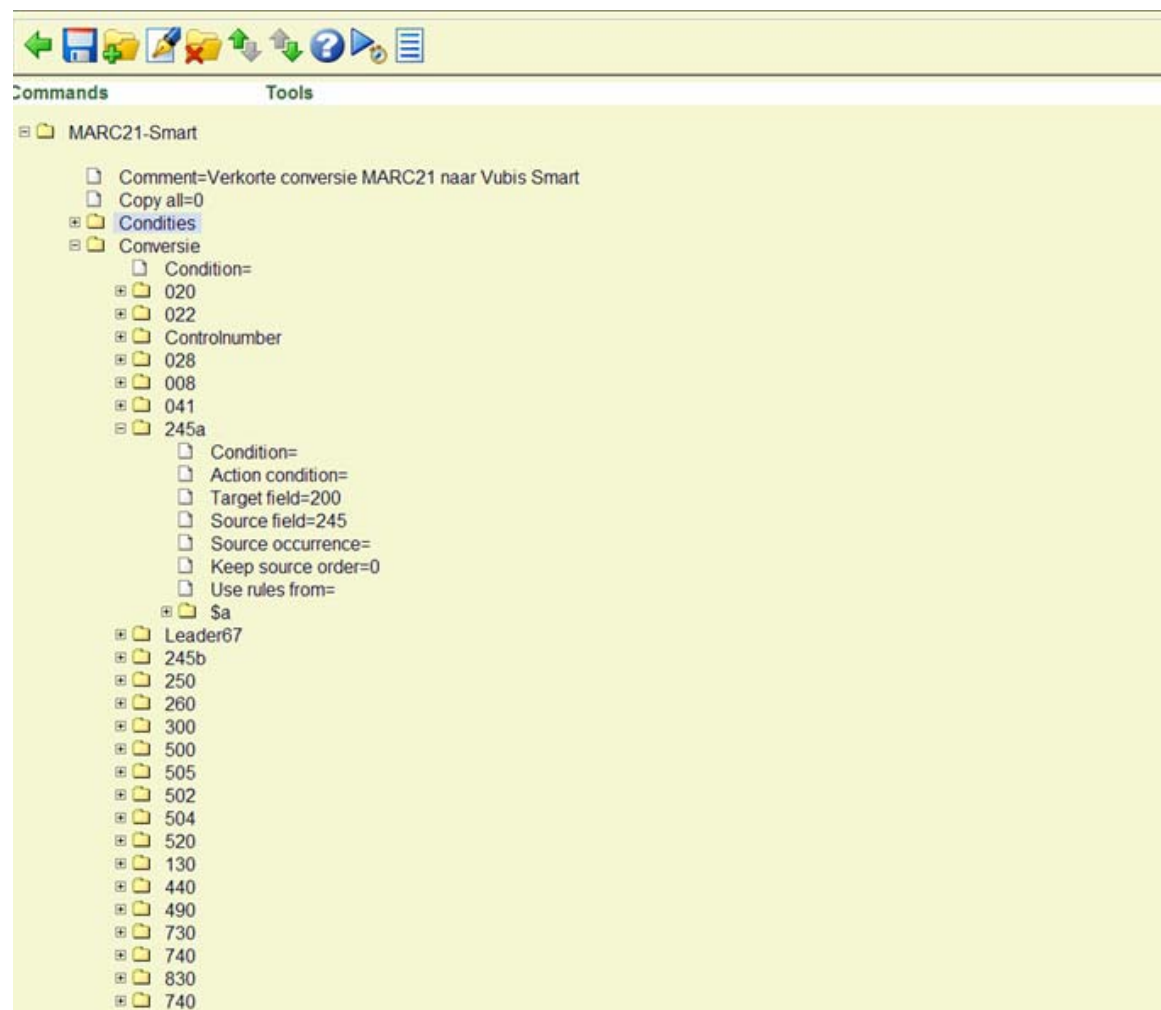 Commands Tools
MARC21-Smart
Comment=Verkorte conversie MARC21 naar Vubis Smart
Copy all=0
Condities
Conversie
Condition=
020
022
Controlnumber
028
008
041
245a
Condition=
Action condition=
Target field=200
Source field=245
Source occurrence=
Keep source order=0
Use rules from=
$a
Leader67
245b
250
260
300
500
505
502
504
520
130
440
490
730
740
830
740